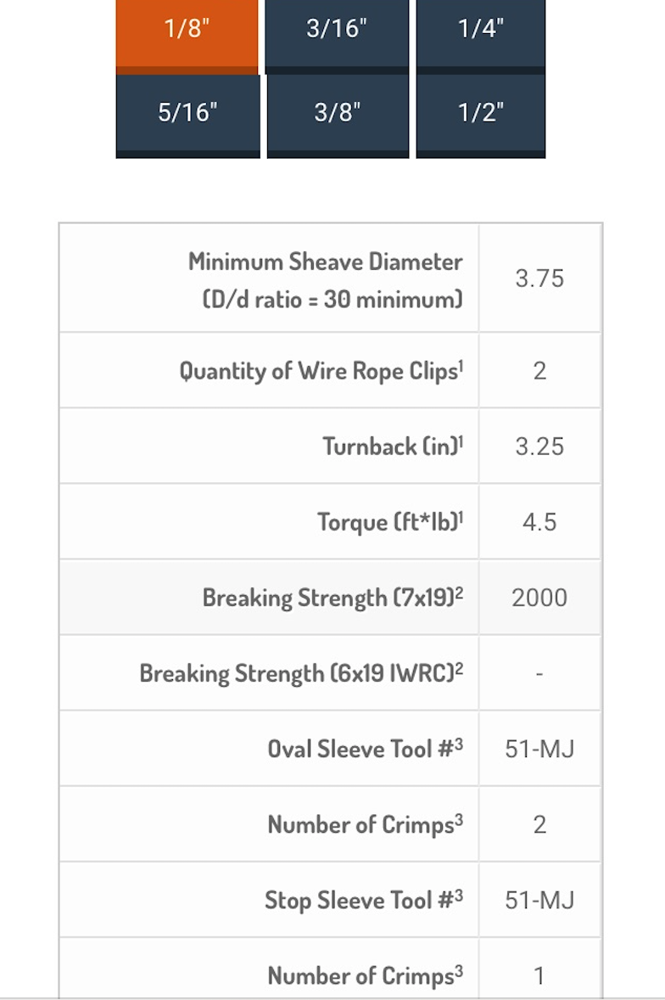 1/8" 3/16" 1/4"
5/16" 3/8" 1/2"
Minimum Sheave Diameter
(D/d ratio = 30 minimum) 3.75
Quantity of Wire Rope Clips¹ 2
Turnback (in)¹ 3.25
Torque (ft*lb)¹ 4.5
Breaking Strength (7x19)² 2000
Breaking Strength (6x19 IWRC)² -
Oval Sleeve Tool #³ 51-MJ
Number of Crimps³ 2
Stop Sleeve Tool #³ 51-MJ
Number of Crimps³ 1